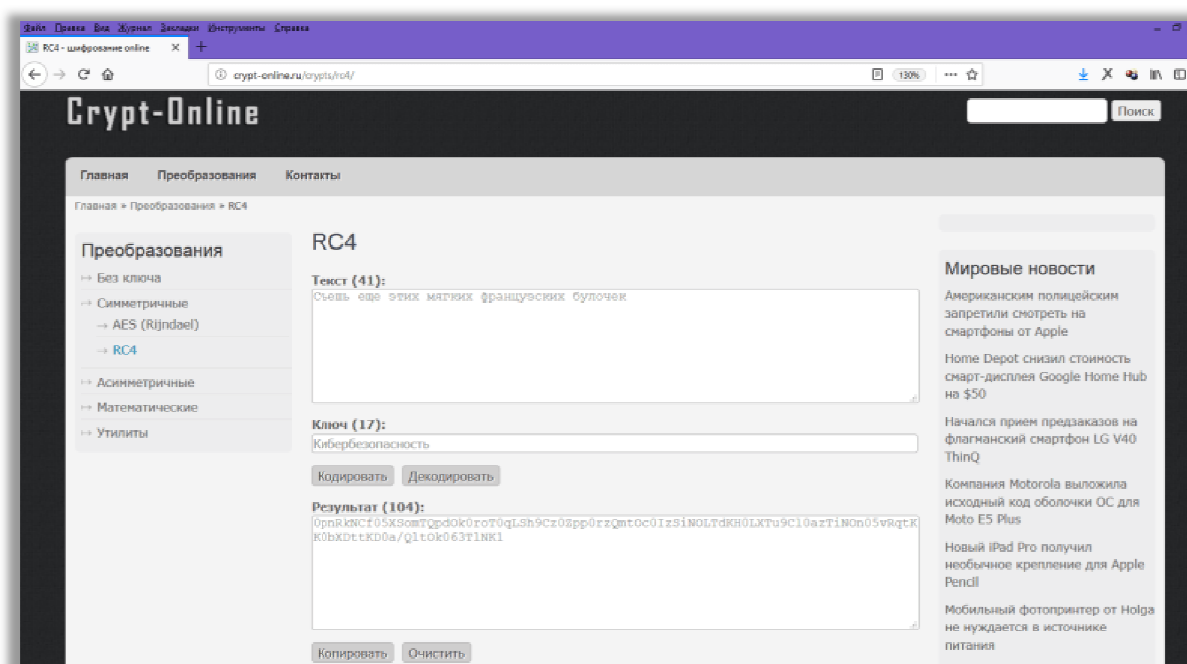 Файл Правка Вид Журнал Закладки Инструменты Справка
RC4 - шифрование online
crypt-online.ru/crypts/rc4/
130%
Crypt-Online
Поиск
Главная Преобразования Контакты
Главная » Преобразования » RC4
Преобразования
Без ключа
Симметричные
AES (Rijndael)
RC4
Асимметричные
Математические
Утилиты
RC4
Текст (41):
Съешь еще этих мягких французских булочек
Ключ (17):
Кибербезопасность
Кодировать Декодировать
Результат (104):
Копировать Очистить
Мировые новости
Американским полицейским
запретили смотреть на
смартфоны от Apple
Home Depot снизил стоимость
смарт-дисплея Google Home Hub
на $50
Начался прием предзаказов на
флагманский смартфон LG V40
ThinQ
Компания Motorola выложила
исходный код оболочки ОС для
Moto E5 Plus
Новый iPad Pro получил
необычное крепление для Apple
Pencil
Мобильный фотопринтер от Holga
не нуждается в источнике
питания